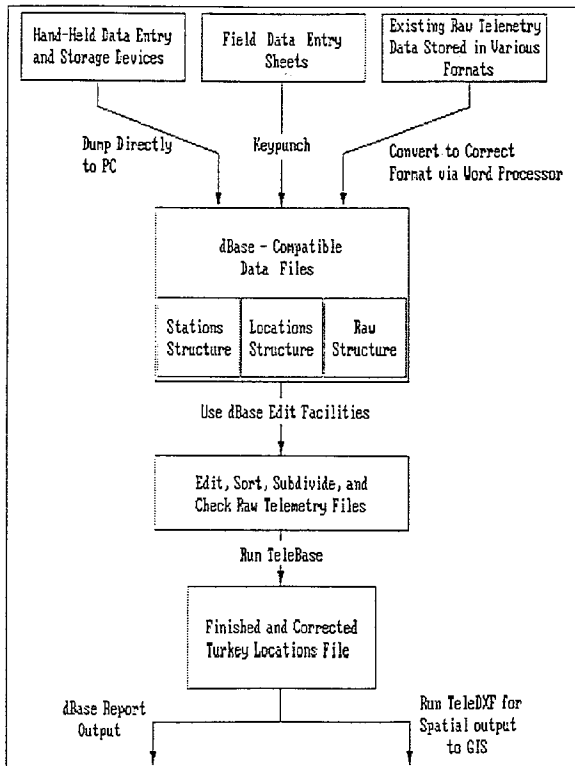 Hand-Held Data Entry
and Storage Devices
Field Data Entry
Sheets
Existing Raw Telemetry
Data Stored in Various
Formats
Dump Directly
to PC
Keypunch
Convert to Correct
Format via Word Processor
dBase - Compatible
Data Files
Stations
Structure
Locations
Structure
Raw
Structure
Use dBase Edit Facilities
Edit, Sort, Subdivide, and
Check Raw Telemetry Files
Run TeleBase
Finished and Corrected
Turkey Locations File
dBase Report
Output
Run TeleDXF for
Spatial output
to GIS